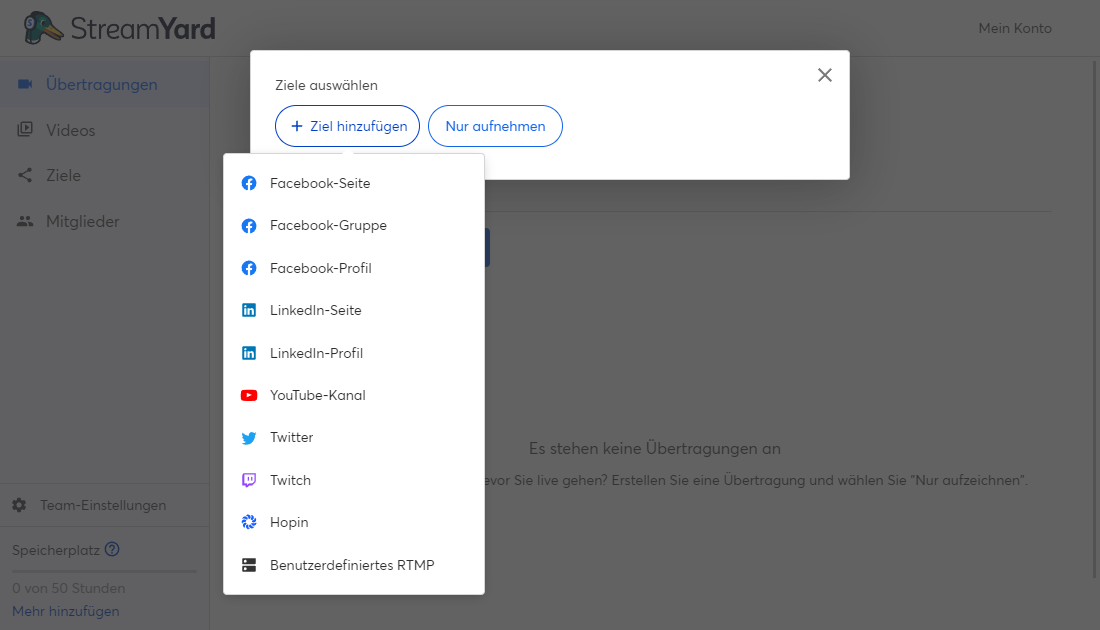 StreamYard
Mein Konto
Übertragungen
Videos
Ziele
Mitglieder
Team-Einstellungen
Speicherplatz
0 von 50 Stunden
Mehr hinzufügen
Ziele auswählen
+ Ziel hinzufügen
Nur aufnehmen
Facebook-Seite
Facebook-Gruppe
Facebook-Profil
LinkedIn-Seite
LinkedIn-Profil
YouTube-Kanal
Twitter
Twitch
Hopin
Benutzerdefiniertes RTMP
Es stehen keine Übertragungen an
Sie live gehen? Erstellen Sie eine Übertragung und wählen Sie "Nur aufzeichnen".